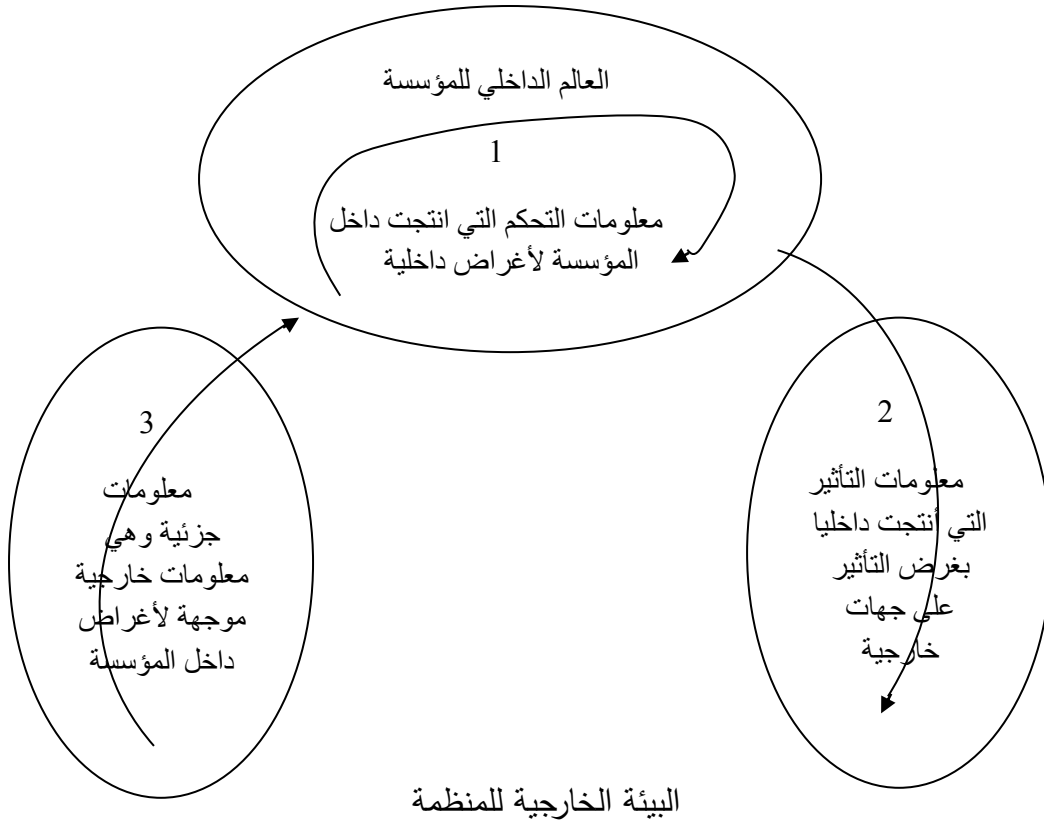 العالم الداخلي للمؤسسة
1
معلومات التحكم التي انتجت داخل
المؤسسة لأغراض داخلية
2
معلومات التأثير
التي أنتجت داخليا
بغرض التأثير
على جهات
خارجية
3
معلومات
جزئية وهي
معلومات خارجية
موجهة لأغراض
داخل المؤسسة
البيئة الخارجية للمنظمة